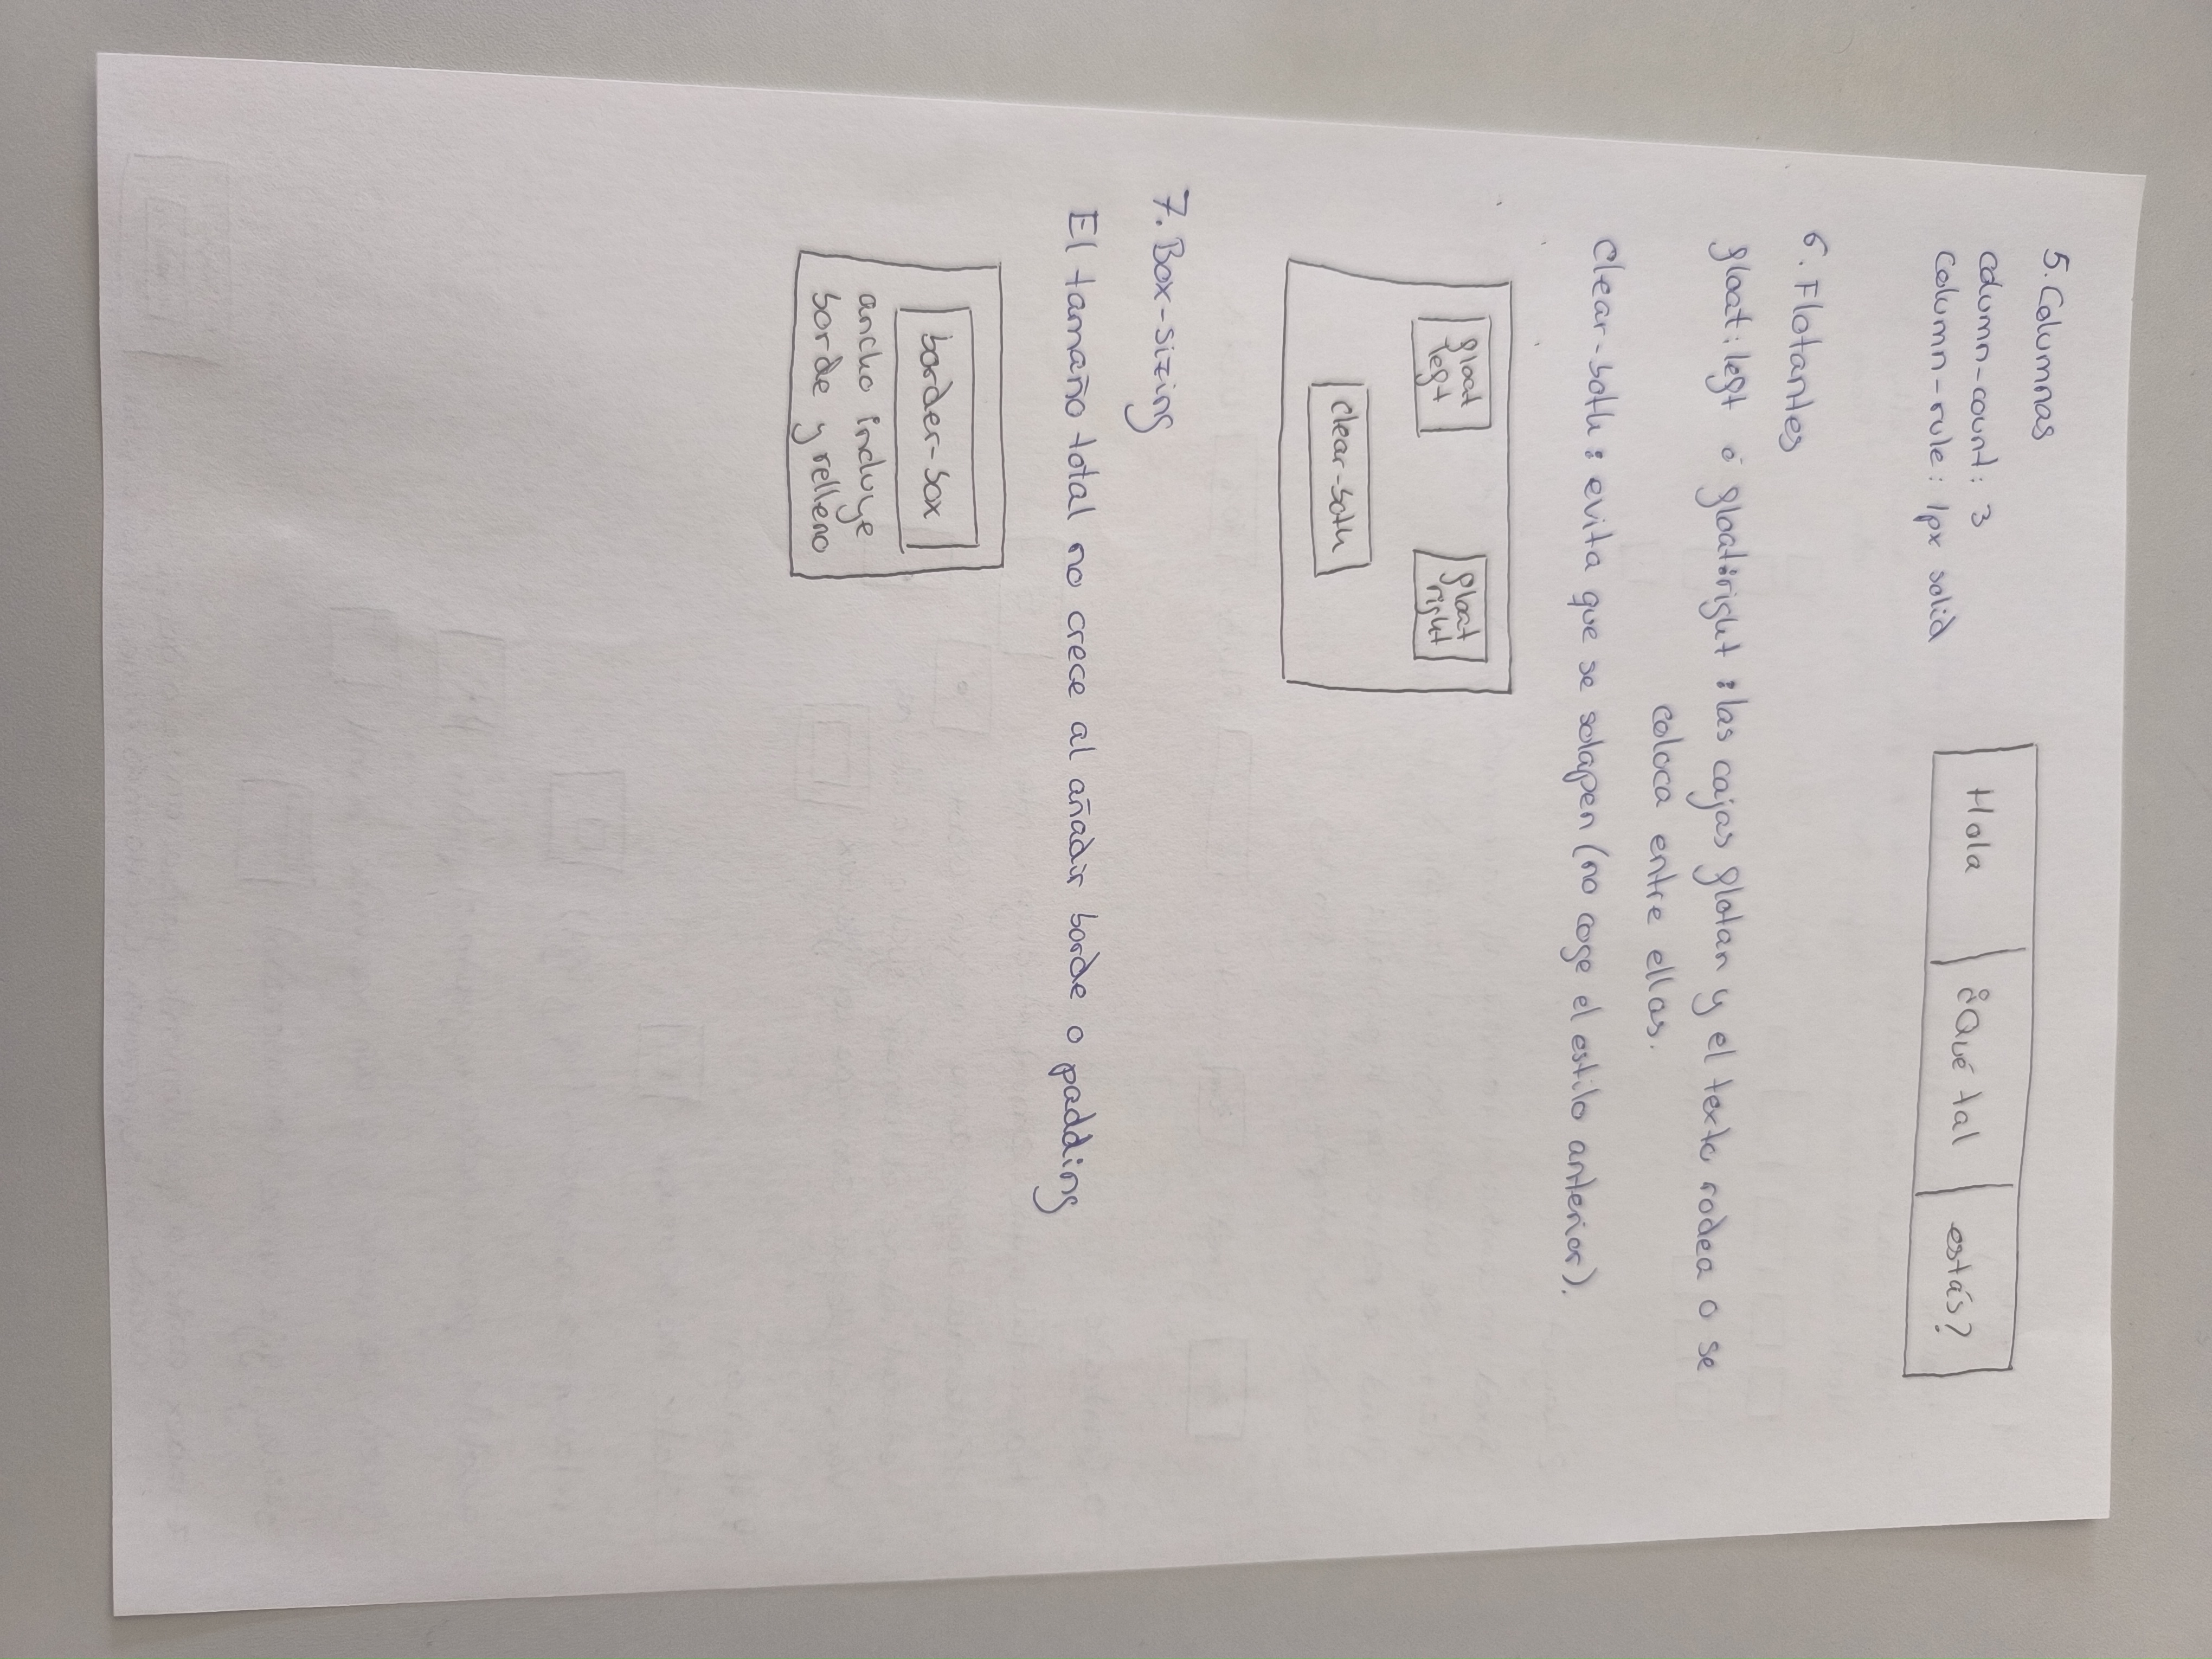 5. Columnas
column-count: 3
column-rule: 1px solid
Hola ¿Qué tal estás?
6. Flotantes
float: left ó float:right : las cajas flotan y el texto rodea o se
coloca entre ellas.
clear-both : evita que se solapen (no coge el estilo anterior).
float left
float right
clear-both
7. Box-sizing
El tamaño total no crece al añadir borde o padding
border-box
ancho incluye
borde y relleno